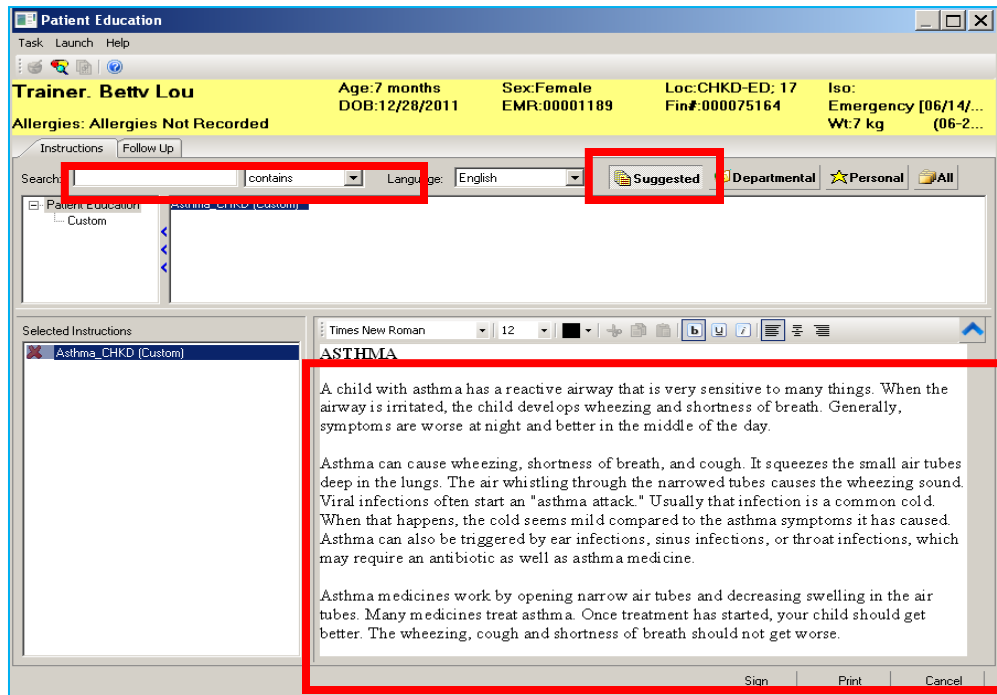 Patient Education
Task Launch Help
Trainer. Betty Lou
Age:7 months
Sex:Female
Loc:CHKD-ED; 17
Iso:
DOB:12/28/2011
EMR:00001189
Fin#:000075164
Emergency [06/14/...
Allergies: Allergies Not Recorded
Wt:7 kg (06-2...
Instructions Follow Up
Search: contains Language: English Suggested Departmental Personal All
Patient Education
Custom
Asthma_CHKD (Custom)
Selected Instructions
Times New Roman 12 b u i
Asthma_CHKD (Custom)
ASTHMA
A child with asthma has a reactive airway that is very sensitive to many things. When the
airway is irritated, the child develops wheezing and shortness of breath. Generally,
symptoms are worse at night and better in the middle of the day.
Asthma can cause wheezing, shortness of breath, and cough. It squeezes the small air tubes
deep in the lungs. The air whistling through the narrowed tubes causes the wheezing sound.
Viral infections often start an "asthma attack." Usually that infection is a common cold.
When that happens, the cold seems mild compared to the asthma symptoms it has caused.
Asthma can also be triggered by ear infections, sinus infections, or throat infections, which
may require an antibiotic as well as asthma medicine.
Asthma medicines work by opening narrow air tubes and decreasing swelling in the air
tubes. Many medicines treat asthma. Once treatment has started, your child should get
better. The wheezing, cough and shortness of breath should not get worse.
Sign Print Cancel